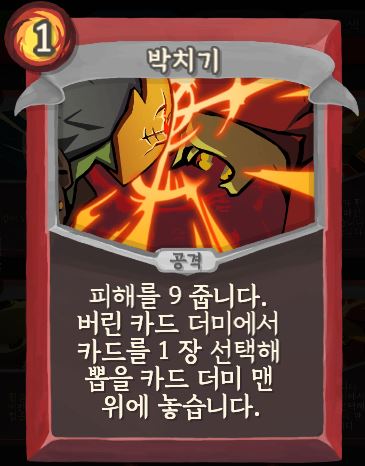 1
박치기
공격
피해를 9 줍니다.
버린 카드 더미에서
카드를 1 장 선택해
뽑을 카드 더미 맨
위에 놓습니다.